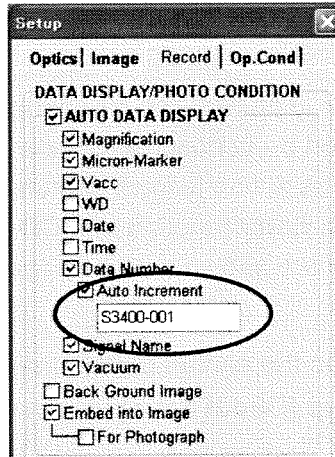 Setup
Optics Image Record Op.Cond
DATA DISPLAY/PHOTO CONDITION
AUTO DATA DISPLAY
Magnification
Micron-Marker
Vacc
WD
Date
Time
Data Number
Auto Increment
S3400-001
Signal Name
Vacuum
Back Ground Image
Embed into Image
For Photograph